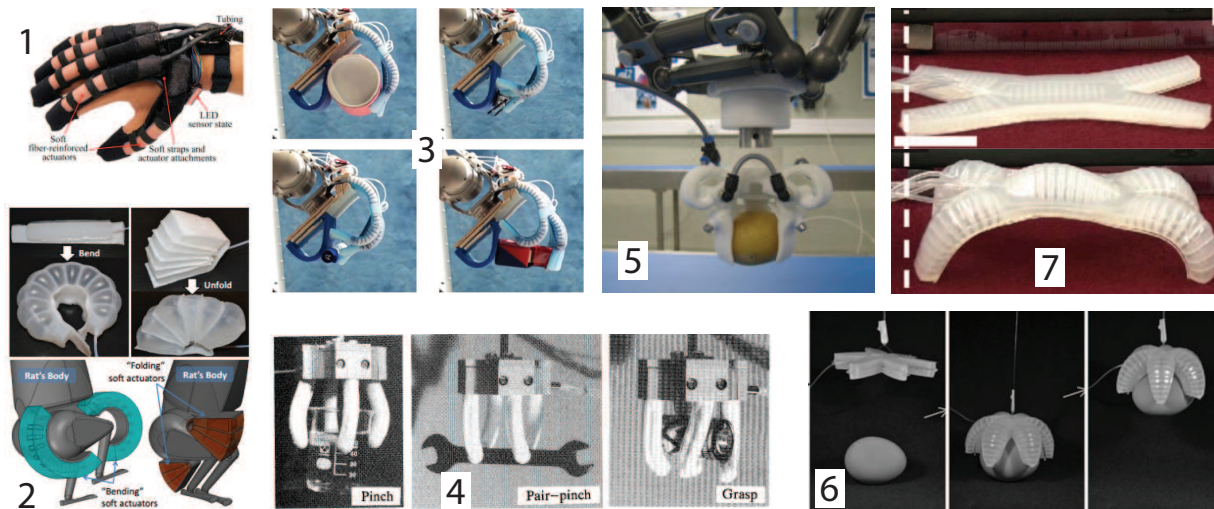 1
Tubing
LED
sensor state
Soft
fiber-reinforced
actuators
Soft straps and
actuator attachments
2
Bend
Unfold
"Folding"
soft actuators
Rat's Body
Rat's Body
"Bending"
soft actuators
3
4
Pinch
Pair-pinch
Grasp
5
6
7